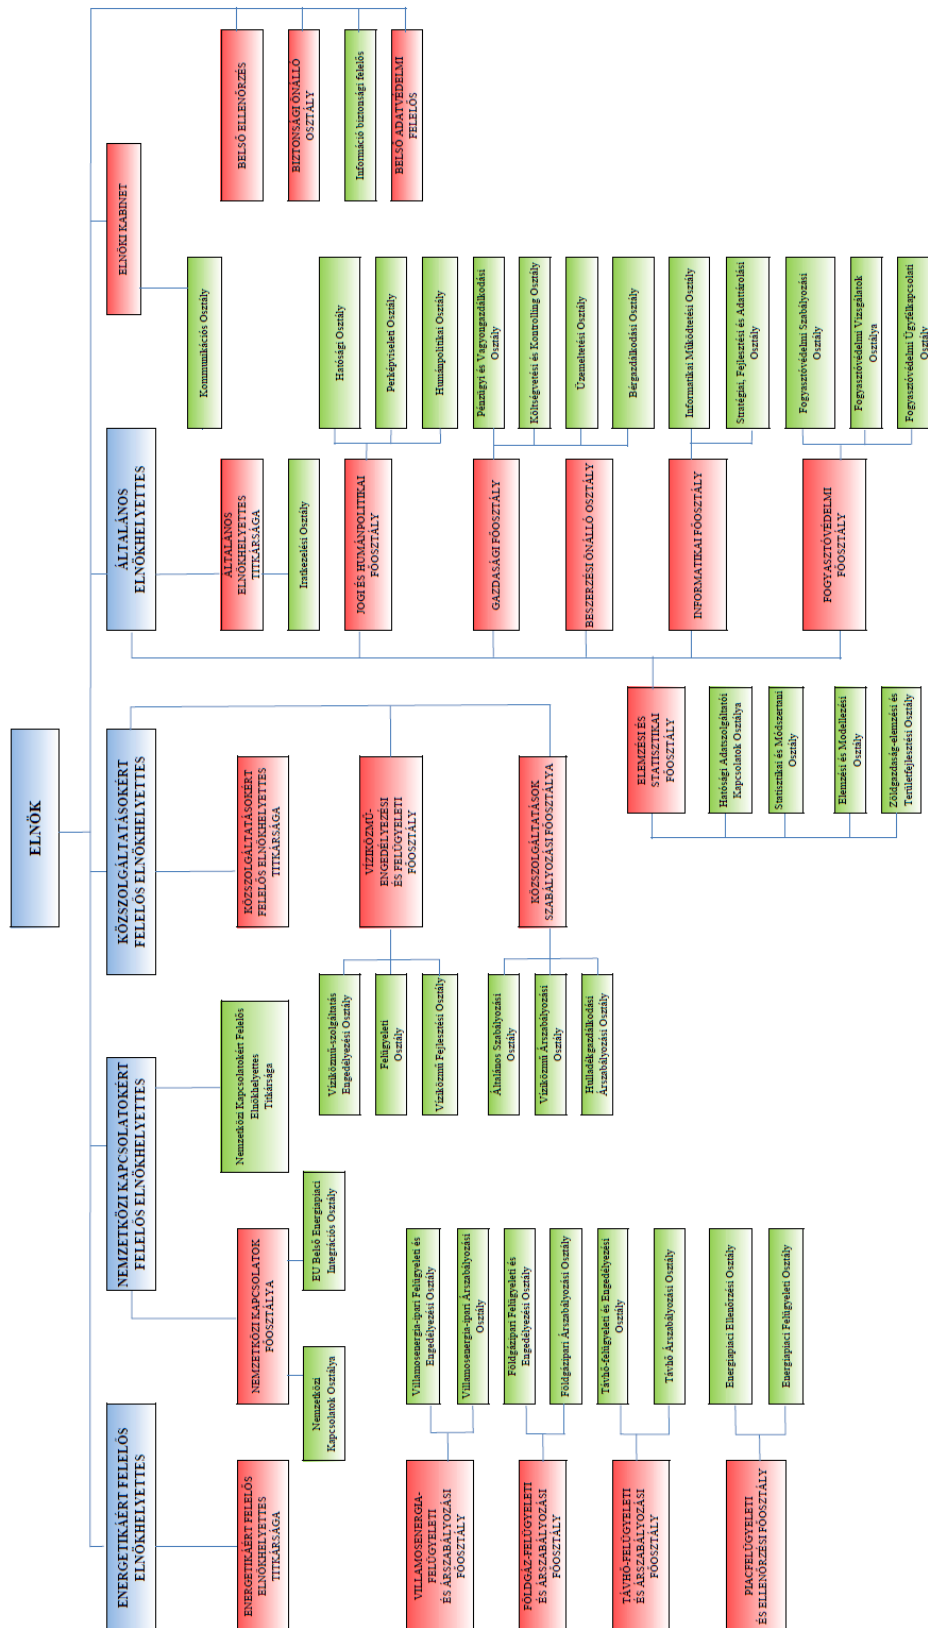 ELNÖK
ENERGETIKÁÉRT FELELŐS
ELNÖKHELYETTES
NEMZETKÖZI KAPCSOLATOKÉRT
FELELŐS ELNÖKHELYETTES
KÖZSZOLGÁLTATÁSOKÉRT
FELELŐS ELNÖKHELYETTES
ÁLTALÁNOS
ELNÖKHELYETTES
ELNÖKI KABINET
Kommunikációs Osztály
BELSŐ ELLENŐRZÉS
BIZTONSÁGI ÖNÁLLÓ
OSZTÁLY
Információ biztonsági felelős
BELSŐ ADATVÉDELMI
FELELŐS
ENERGETIKÁÉRT FELELŐS
ELNÖKHELYETTES
TITKÁRSÁGA
NEMZETKÖZI KAPCSOLATOK
FŐOSZTÁLYA
Nemzetközi Kapcsolatokért Felelős
Elnökhelyettes
Titkársága
KÖZSZOLGÁLTATÁSOKÉRT
FELELŐS ELNÖKHELYETTES
TITKÁRSÁGA
ÁLTALÁNOS
ELNÖKHELYETTES
TITKÁRSÁGA
Iratkezelési Osztály
Nemzetközi
Kapcsolatok Osztálya
EU Belső Energiapiaci
Integrációs Osztály
VILLAMOSENERGIA-
FELÜGYELETI
ÉS ÁRSZABÁLYOZÁSI
FŐOSZTÁLY
Villamosenergia-ipari Felügyeleti és
Engedélyezési Osztály
Villamosenergia-ipari Árszabályozási
Osztály
FÖLDGÁZ-FELÜGYELETI
ÉS ÁRSZABÁLYOZÁSI
FŐOSZTÁLY
Földgázipari Felügyeleti és
Engedélyezési Osztály
Földgázipari Árszabályozási Osztály
TÁVHŐ-FELÜGYELETI
ÉS ÁRSZABÁLYOZÁSI
FŐOSZTÁLY
Távhő-felügyeleti és Engedélyezési
Osztály
Távhő Árszabályozási Osztály
PIACFELÜGYELETI
ÉS ELLENŐRZÉSI FŐOSZTÁLY
Energiapiaci Ellenőrzési Osztály
Energiapiaci Felügyeleti Osztály
VÍZIKÖZMŰ-
ENGEDÉLYEZÉSI
ÉS FELÜGYELETI
FŐOSZTÁLY
Víziközmű-szolgáltatás
Engedélyezési Osztály
Felügyeleti
Osztály
Víziközmű Fejlesztési Osztály
KÖZSZOLGÁLTATÁSOK
SZABÁLYOZÁSI FŐOSZTÁLYA
Általános Szabályozási
Osztály
Víziközmű Árszabályozási
Osztály
Hulladékgazdálkodási
Árszabályozási Osztály
JOGI ÉS HUMÁNPOLITIKAI
FŐOSZTÁLY
Hatósági Osztály
Perképviseleti Osztály
Humánpolitikai Osztály
GAZDASÁGI FŐOSZTÁLY
Pénzügyi és Vagyongazdálkodási
Osztály
Költségvetési és Kontrolling Osztály
Üzemeltetési Osztály
Bérgazdálkodási Osztály
BESZERZÉSI ÖNÁLLÓ OSZTÁLY
INFORMATIKAI FŐOSZTÁLY
Informatikai Működtetési Osztály
Stratégiai, Fejlesztési és Adattárolási
Osztály
FOGYASZTÓVÉDELMI
FŐOSZTÁLY
Fogyasztóvédelmi Szabályozási
Osztály
Fogyasztóvédelmi Vizsgálatok
Osztálya
Fogyasztóvédelmi Ügyfélkapcsolati
Osztály
ELEMZÉSI ÉS
STATISZTIKAI
FŐOSZTÁLY
Hatósági Adatszolgáltatói
Kapcsolatok Osztálya
Statisztikai és Módszertani
Osztály
Elemzési és Modellezési
Osztály
Zöldgazdaság-elemzési és
Területfejlesztési Osztály